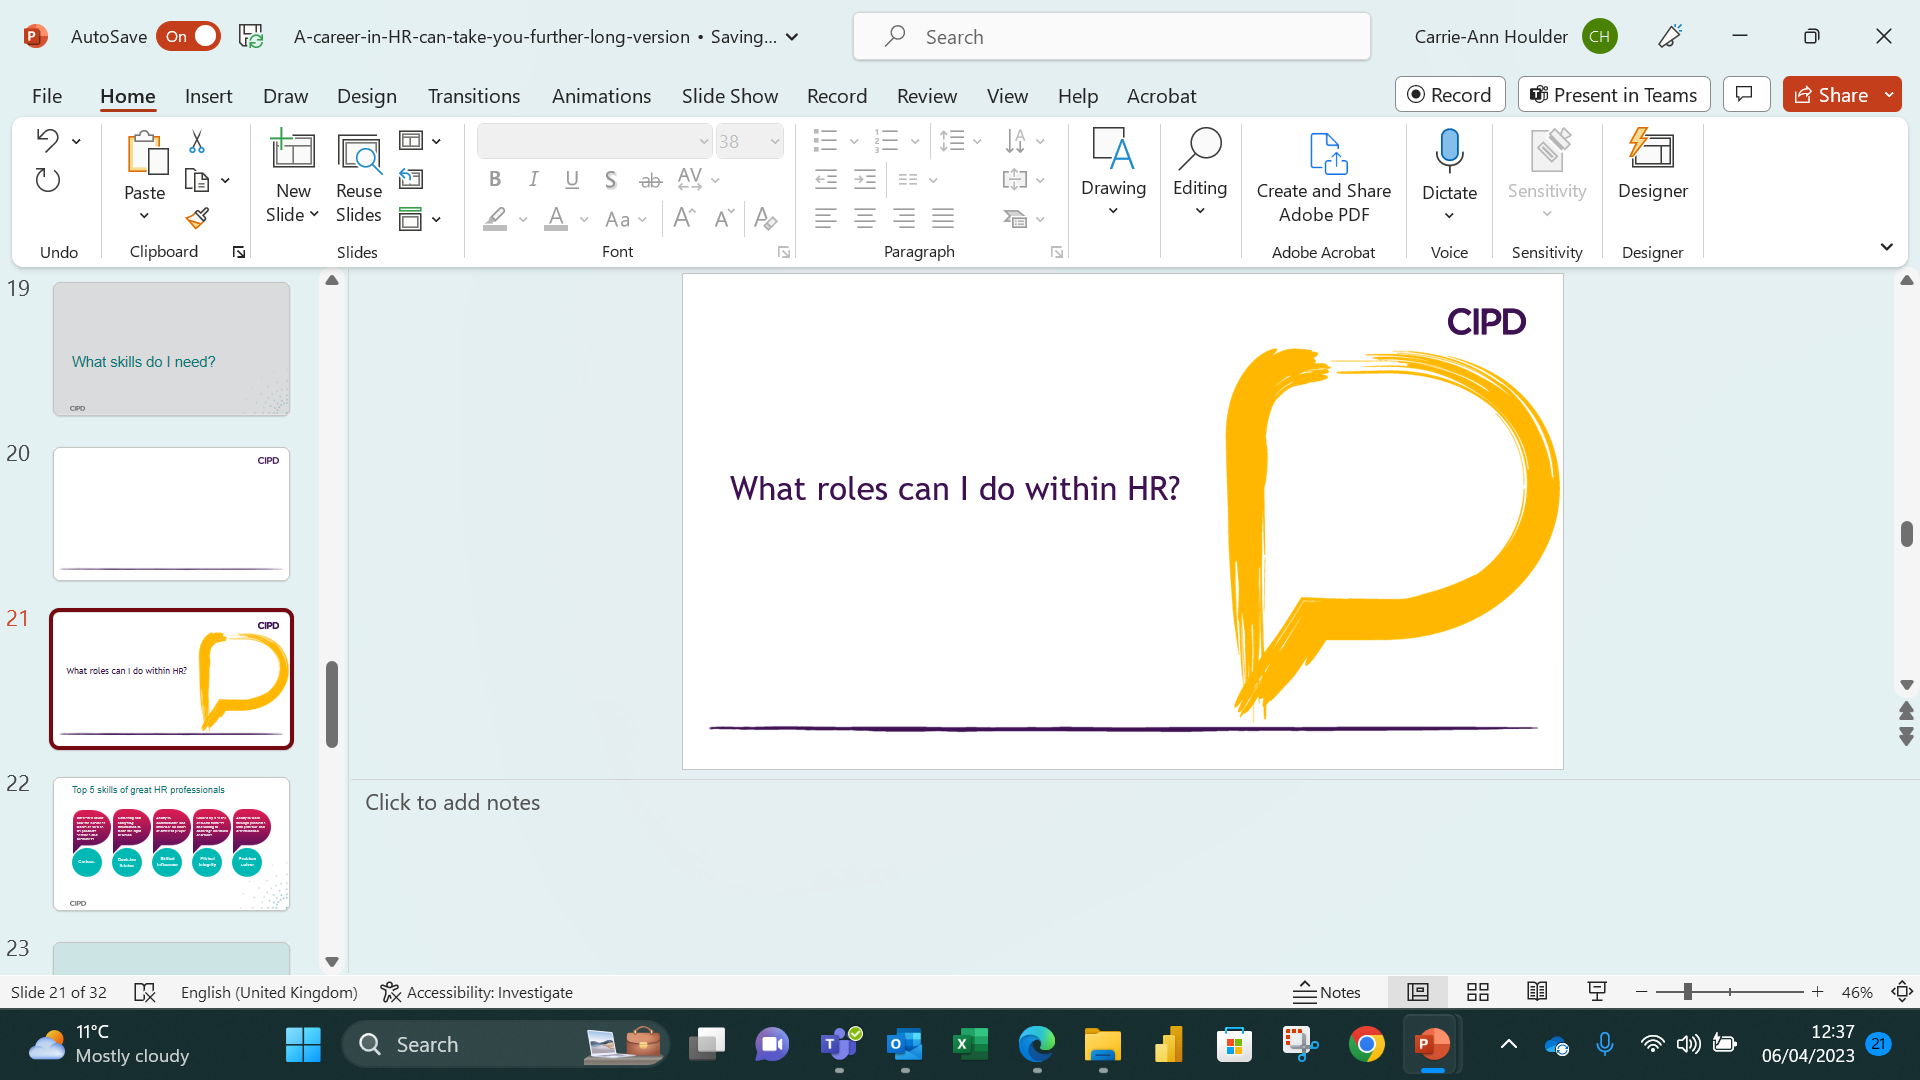 AutoSave On A-career-in-HR-can-take-you-further-long-version • Saving... Search Carrie-Ann Houlder CH
File Home Insert Draw Design Transitions Animations Slide Show Record Review View Help Acrobat Record Present in Teams Share
Undo
Paste
Clipboard
New Slide
Reuse Slides
Slides
38
B I U S ab AV
A Aa A A A
Font
Paragraph
Drawing
Editing
Create and Share Adobe PDF
Adobe Acrobat
Dictate
Voice
Sensitivity
Sensitivity
Designer
Designer
19
What skills do I need?
CIPD
20
CIPD
21
CIPD
What roles can I do within HR?
22
Top 5 skills of great HR professionals
CIPD
23
CIPD
What roles can I do within HR?
Click to add notes
Slide 21 of 32 English (United Kingdom) Accessibility: Investigate Notes 46%
11°C
Mostly cloudy
Search
12:37
06/04/2023
21